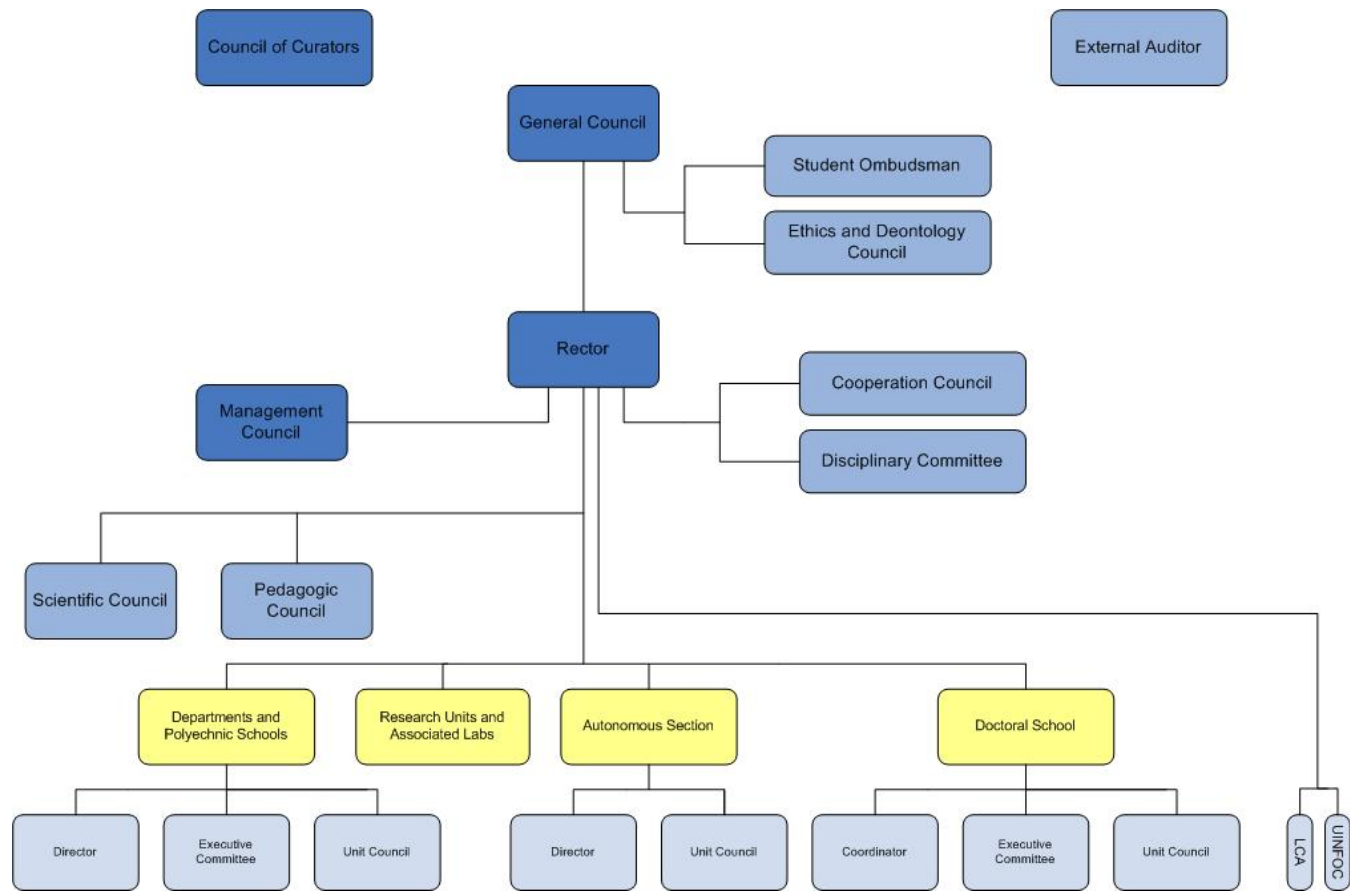 Council of Curators
External Auditor
General Council
Student Ombudsman
Ethics and Deontology
Council
Rector
Cooperation Council
Management
Council
Disciplinary Committee
Scientific Council
Pedagogic
Council
Departments and
Polyechnic Schools
Research Units and
Associated Labs
Autonomous Section
Doctoral School
Director
Executive
Committee
Unit Council
Director
Unit Council
Coordinator
Executive
Committee
Unit Council
LCA
UINFOC